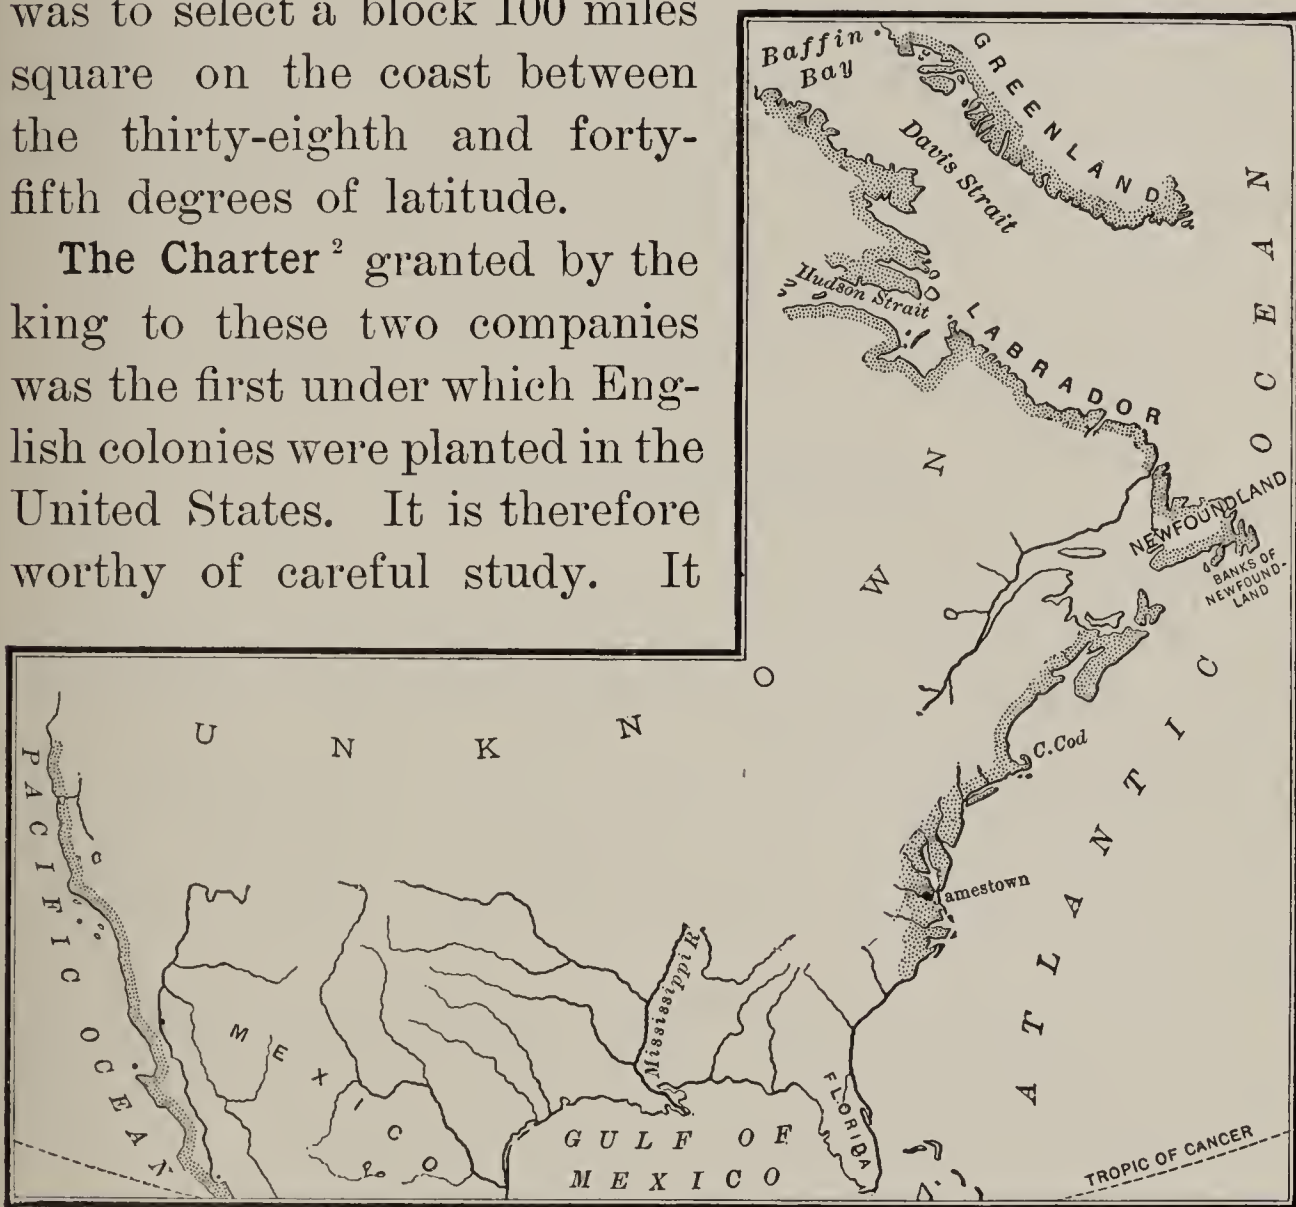 was to select a block 100 miles
square on the coast between
the thirty-eighth and forty-
fifth degrees of latitude.
The Charter ² granted by the
king to these two companies
was the first under which Eng-
lish colonies were planted in the
United States. It is therefore
worthy of careful study. It
Baffin
Bay
GREENLAND
Davis Strait
Hudson Strait
LABRADOR
NEWFOUNDLAND
BANKS OF
NEWFOUND-
LAND
UNKNOWN
C. Cod
Jamestown
ATLANTIC OCEAN
PACIFIC OCEAN
MEXICO
Mississippi R
FLORIDA
GULF OF
MEXICO
TROPIC OF CANCER